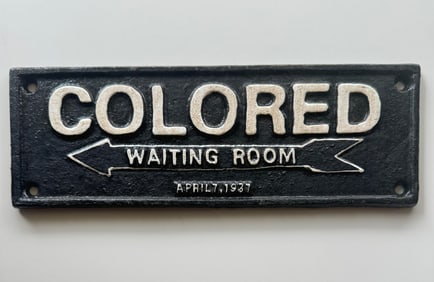 COLORED
WAITING ROOM
APRIL 7, 1937